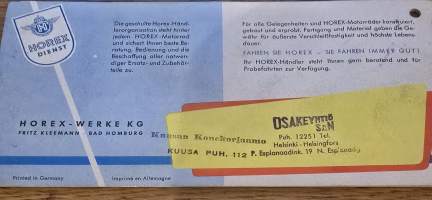 HOREX
DIENST
Die geschulte Horex-Händ-
lerorganisation steht hinter
jedem HOREX-Motorrad
und sichert Ihnen beste Be-
ratung, Bedienung und die
Beschaffung aller notwen-
diger Ersatz- und Zubehör-
teile zu.
Für alle Gelegenheiten sind HOREX-Motorräder konstruiert,
gebaut und erprobt. Fertigung und Material geben die Ge-
währ für äußerste Verschleißfestigkeit und höchste Lebens-
dauer.
FAHREN SIE HOREX – SIE FAHREN IMMER GUT!
Ihr HOREX-Händler steht Ihnen gern beratend und für
Probefahrten zur Verfügung.
HOREX-WERKE KG
FRITZ KLEEMANN · BAD HOMBURG
OSAKEYHTIÖ
S&N
Puh. 12251 Tel.
Helsinki - Helsingfors
P. Esplanaadink. 19 N. Esplanadg
Kuusan Konekorjaamo
KUUSA PUH. 112
Printed in Germany
Imprimé en Allemagne